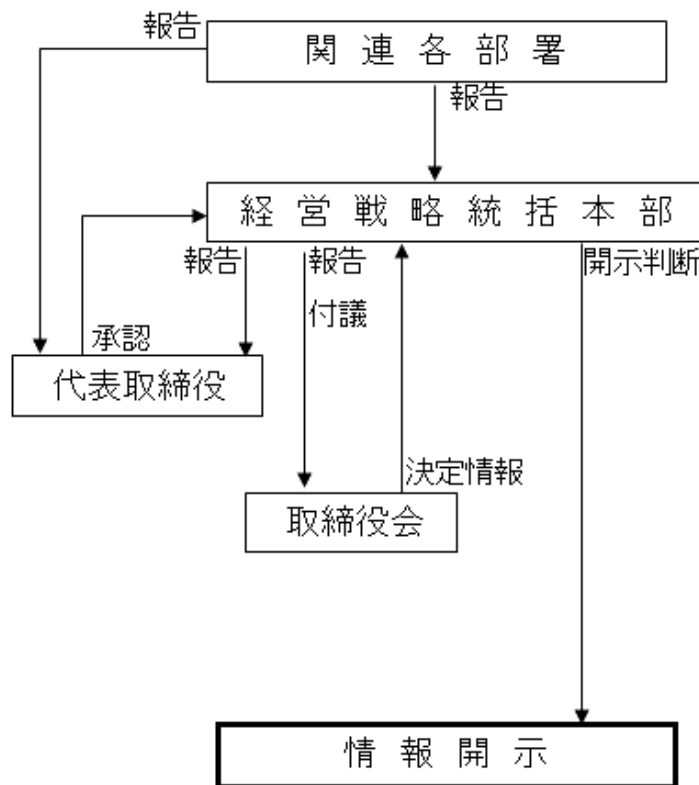 報告
関連各部署
報告
経営戦略統括本部
報告
報告
開示判断
付議
承認
代表取締役
決定情報
取締役会
情報開示